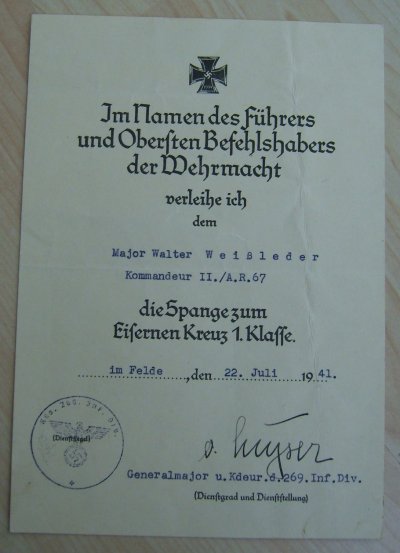 Im Namen des Führers
und Obersten Befehlshabers
der Wehrmacht
verleihe ich
dem
Major Walter Weißleder
Kommandeur II./A.R.67
die Spange zum
Eisernen Kreuz 1. Klasse.
im Felde, den 22. Juli 1941.
(Dienstsiegel)
Generalmajor u.Kdeur.d.269.Inf.Div.
(Dienstgrad und Dienststellung)